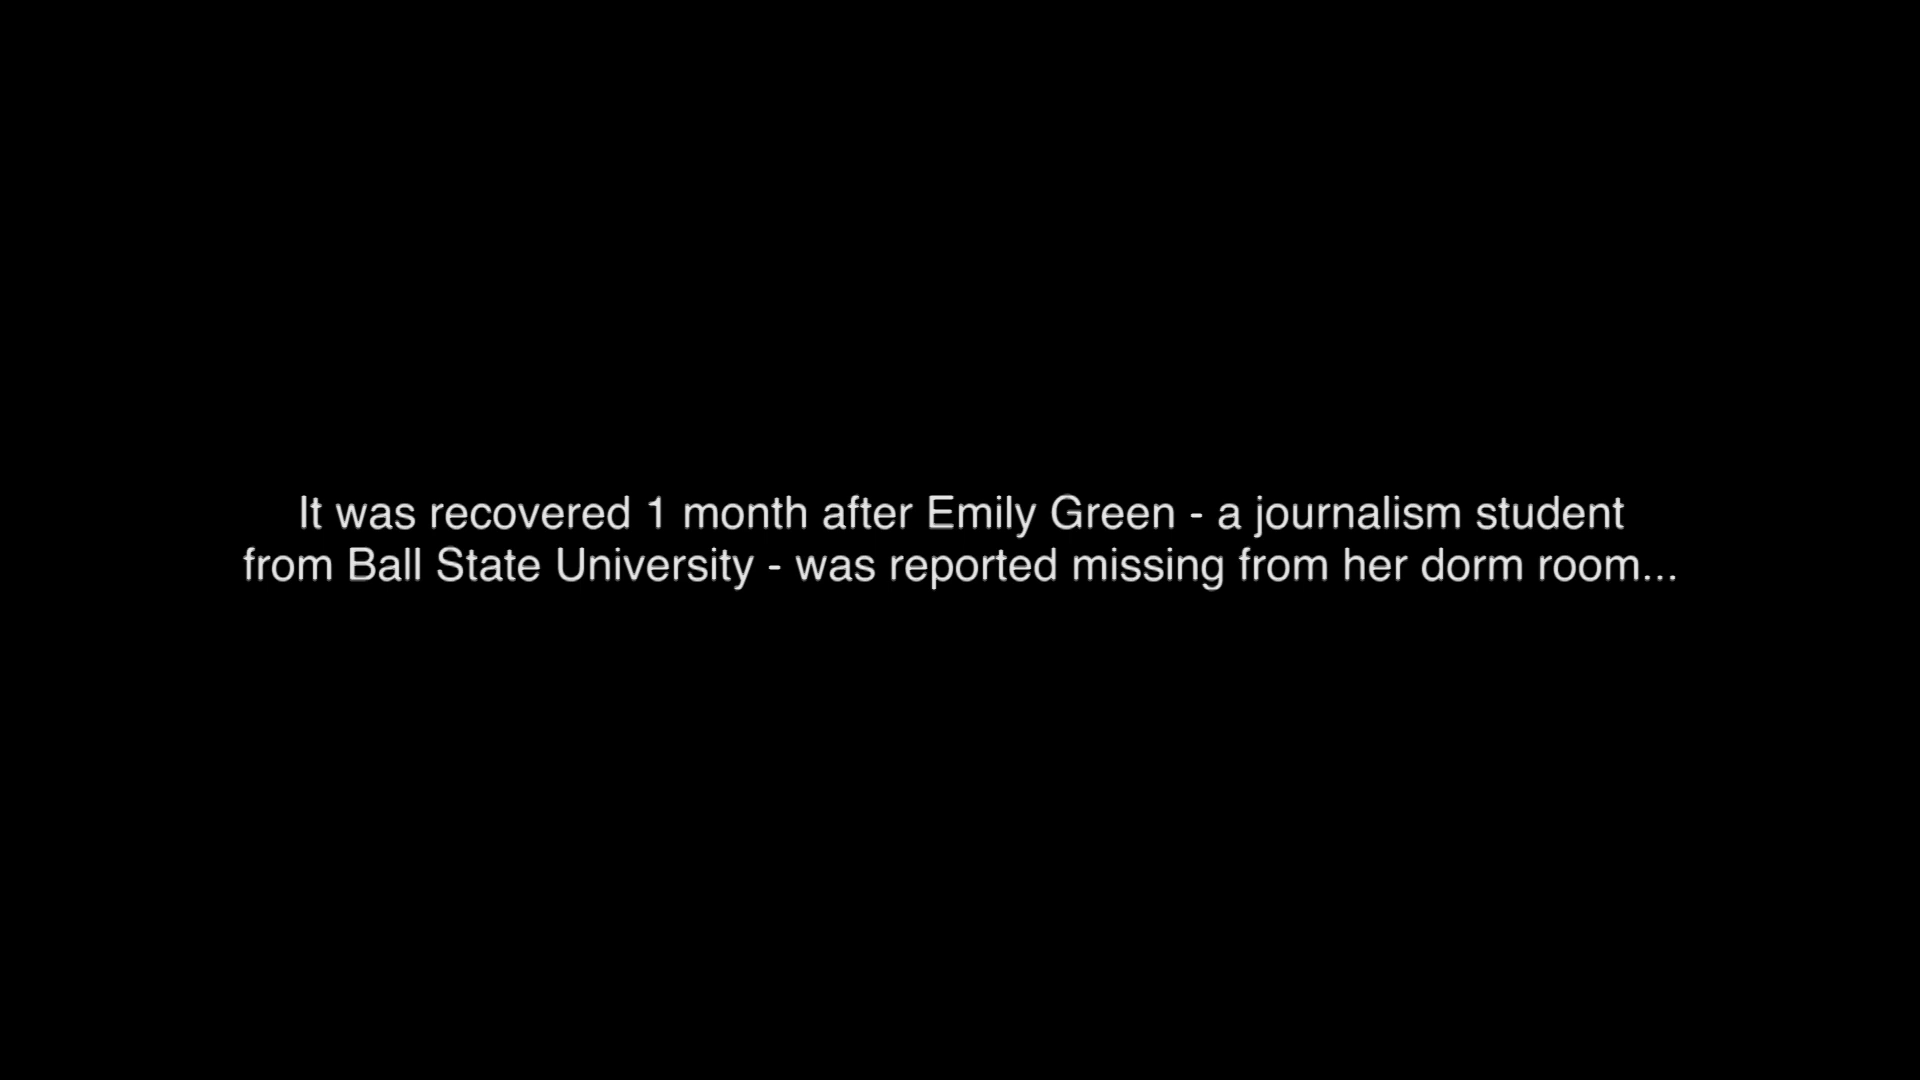 It was recovered 1 month after Emily Green - a journalism student
from Ball State University - was reported missing from her dorm room...